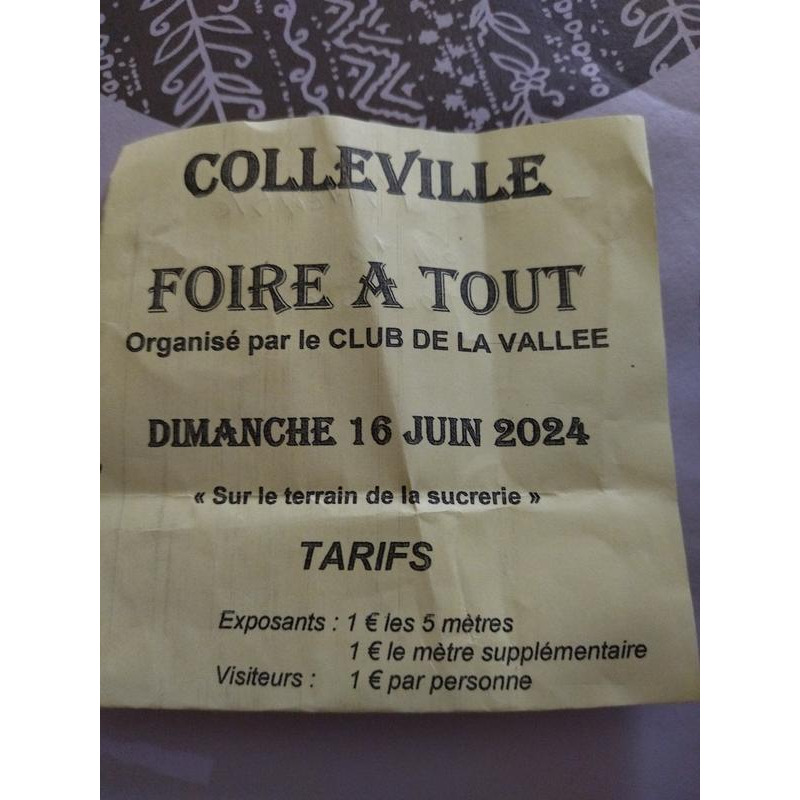 COLLEVILLE
FOIRE A TOUT
Organisé par le CLUB DE LA VALLEE
DIMANCHE 16 JUIN 2024
« Sur le terrain de la sucrerie »
TARIFS
Exposants : 1 € les 5 mètres
1 € le mètre supplémentaire
Visiteurs : 1 € par personne